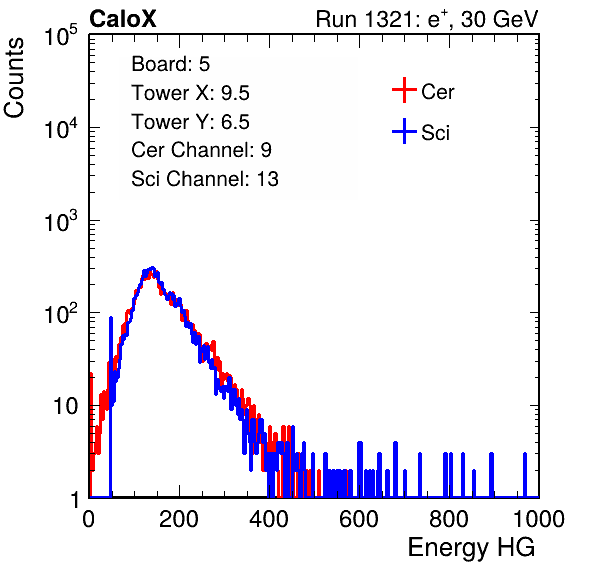 CaloX Run 1321: e⁺, 30 GeV
Counts
Board: 5
Tower X: 9.5
Tower Y: 6.5
Cer Channel: 9
Sci Channel: 13
Cer
Sci
10⁵
10⁴
10³
10²
10
1
0 200 400 600 800 1000
Energy HG